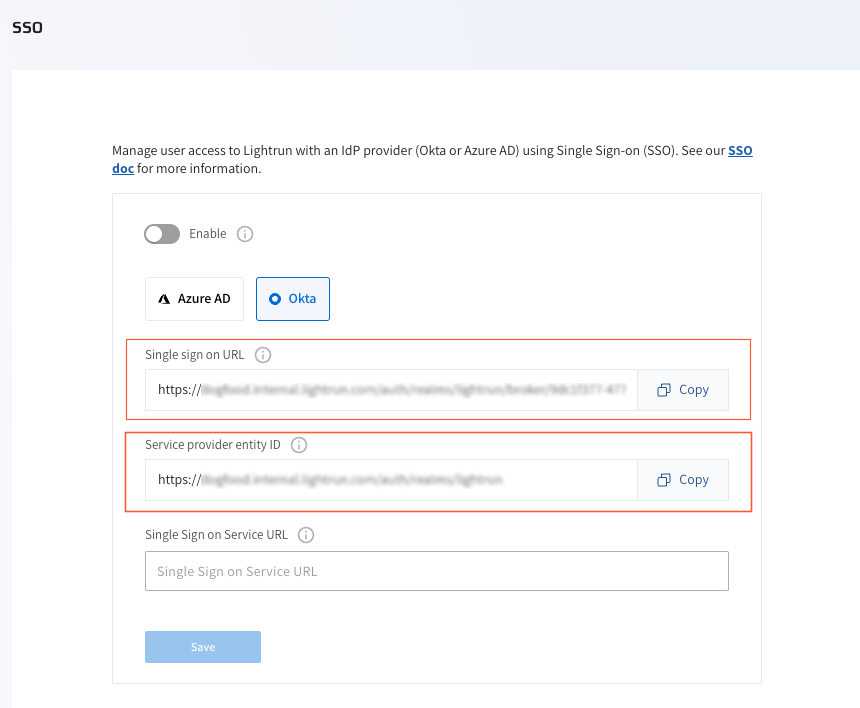 SSO
Manage user access to Lightrun with an IdP provider (Okta or Azure AD) using Single Sign-on (SSO). See our SSO
doc for more information.
Enable
Azure AD
Okta
Single sign on URL
https://
Copy
Service provider entity ID
https://
Copy
Single Sign on Service URL
Single Sign on Service URL
Save